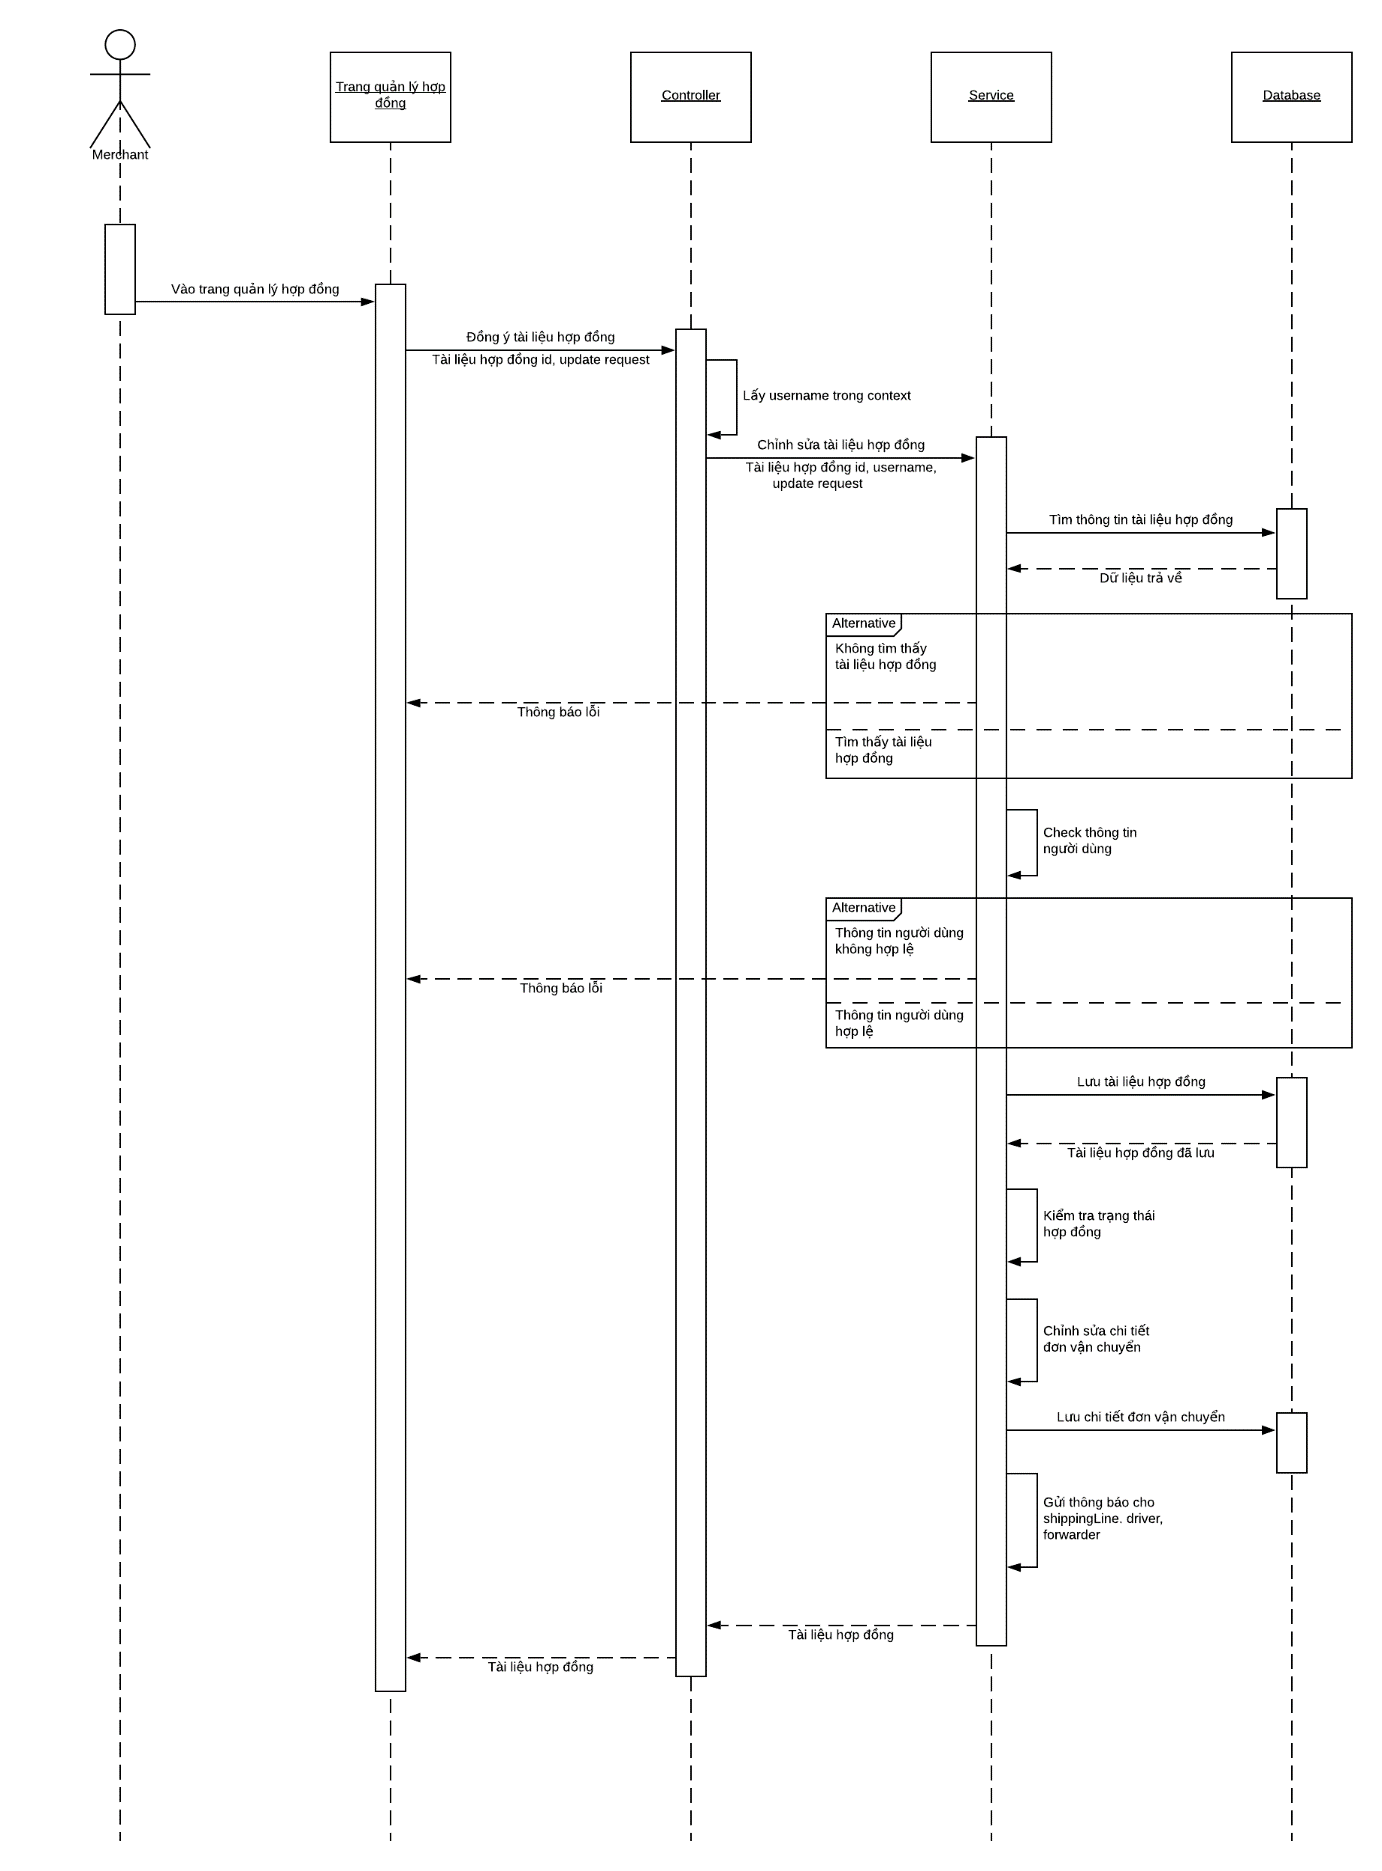 Merchant
Trang quản lý hợp
đồng
Controller
Service
Database
Vào trang quản lý hợp đồng
Đồng ý tài liệu hợp đồng
Tài liệu hợp đồng id, update request
Lấy username trong context
Chỉnh sửa tài liệu hợp đồng
Tài liệu hợp đồng id, username,
update request
Tìm thông tin tài liệu hợp đồng
Dữ liệu trả về
Alternative
Không tìm thấy
tài liệu hợp đồng
Thông báo lỗi
Tìm thấy tài liệu
hợp đồng
Check thông tin
người dùng
Alternative
Thông tin người dùng
không hợp lệ
Thông báo lỗi
Thông tin người dùng
hợp lệ
Lưu tài liệu hợp đồng
Tài liệu hợp đồng đã lưu
Kiểm tra trạng thái
hợp đồng
Chỉnh sửa chi tiết
đơn vận chuyển
Lưu chi tiết đơn vận chuyển
Gửi thông báo cho
shippingLine. driver,
forwarder
Tài liệu hợp đồng
Tài liệu hợp đồng